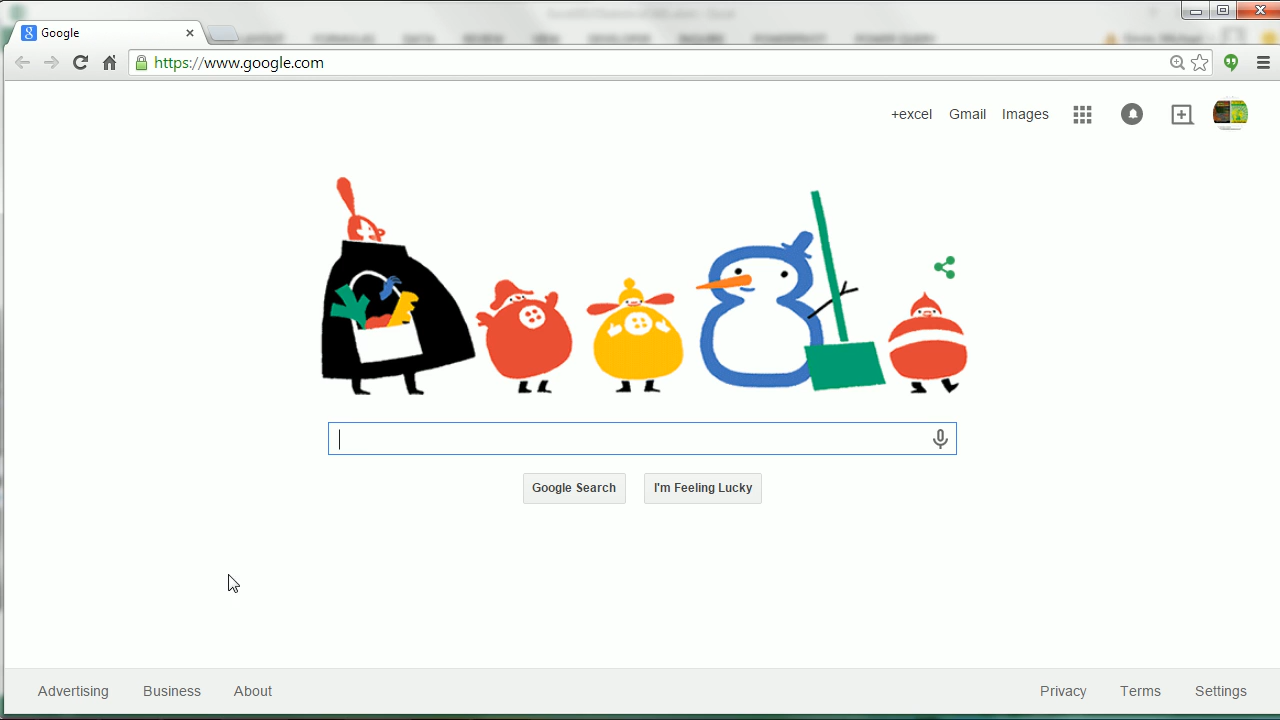 Google
https://www.google.com
+excel Gmail Images
Google Search I'm Feeling Lucky
Advertising Business About Privacy Terms Settings